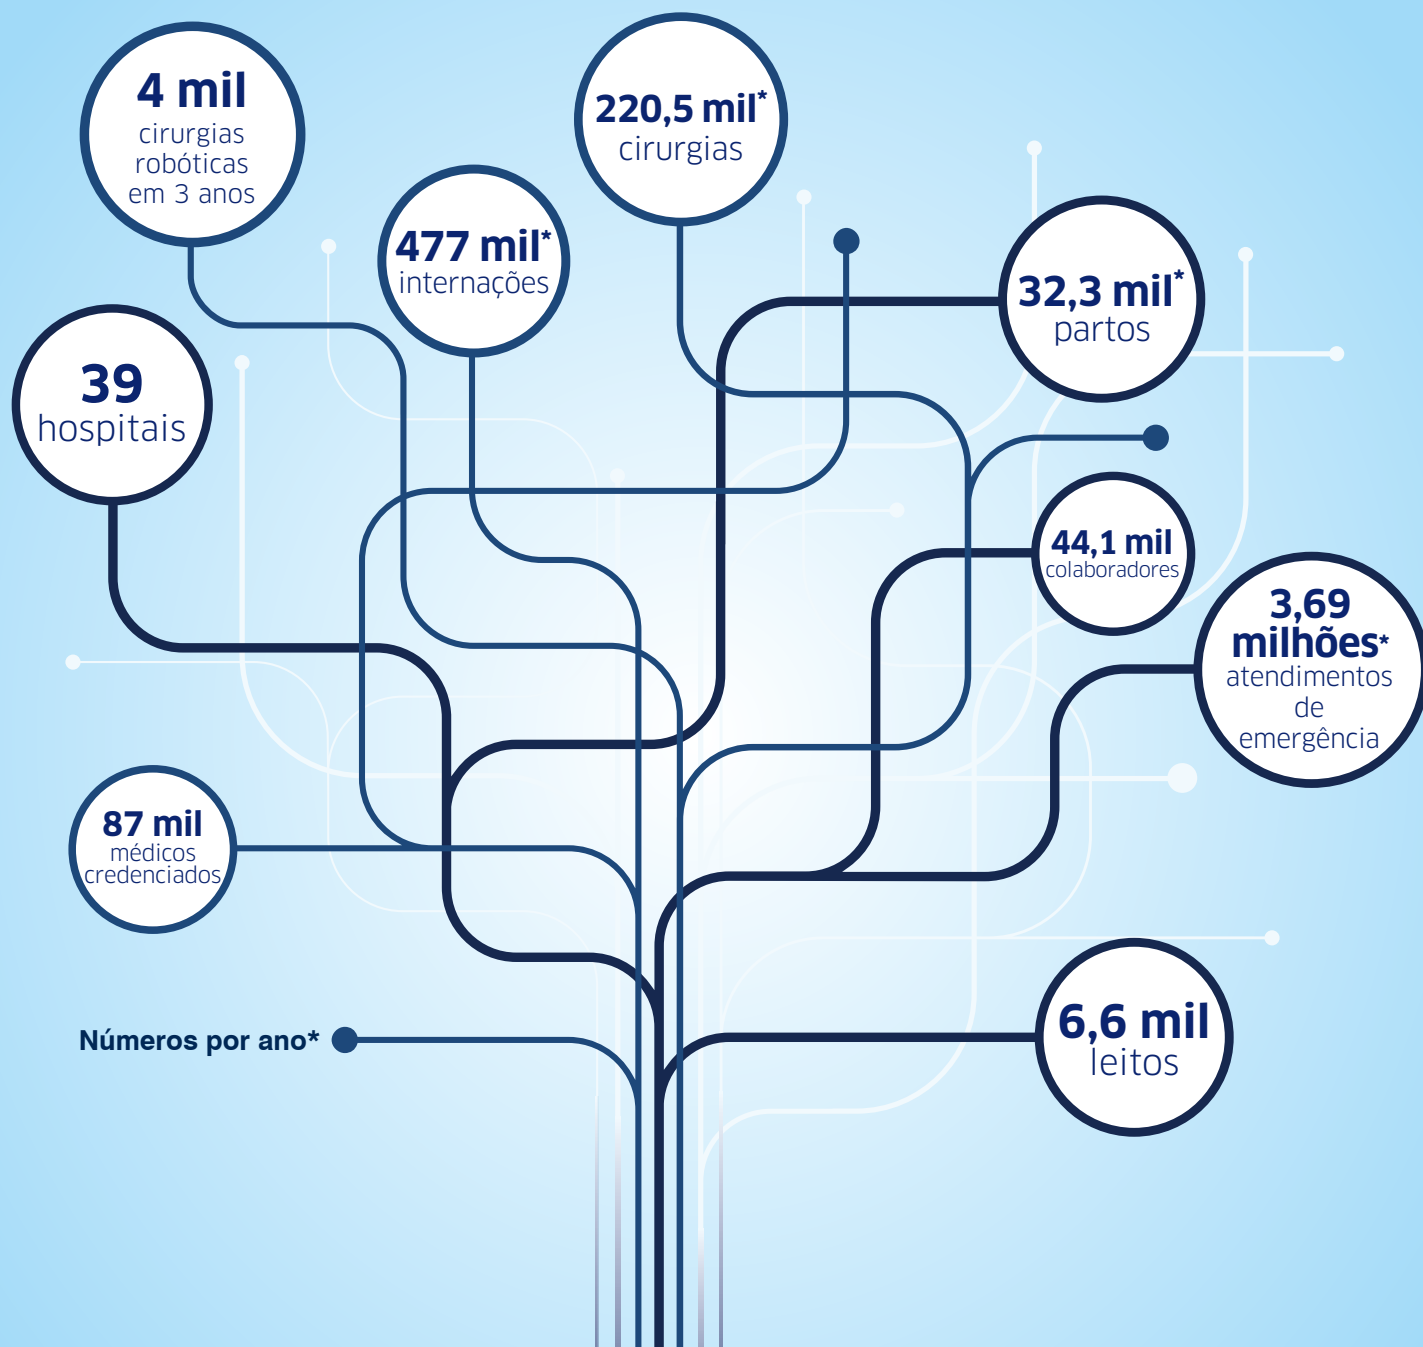 4 mil
cirurgias
robóticas
em 3 anos
220,5 mil*
cirurgias
477 mil*
internações
32,3 mil*
partos
39
hospitais
44,1 mil
colaboradores
3,69
milhões*
atendimentos
de
emergência
87 mil
médicos
credenciados
6,6 mil
leitos
Números por ano*